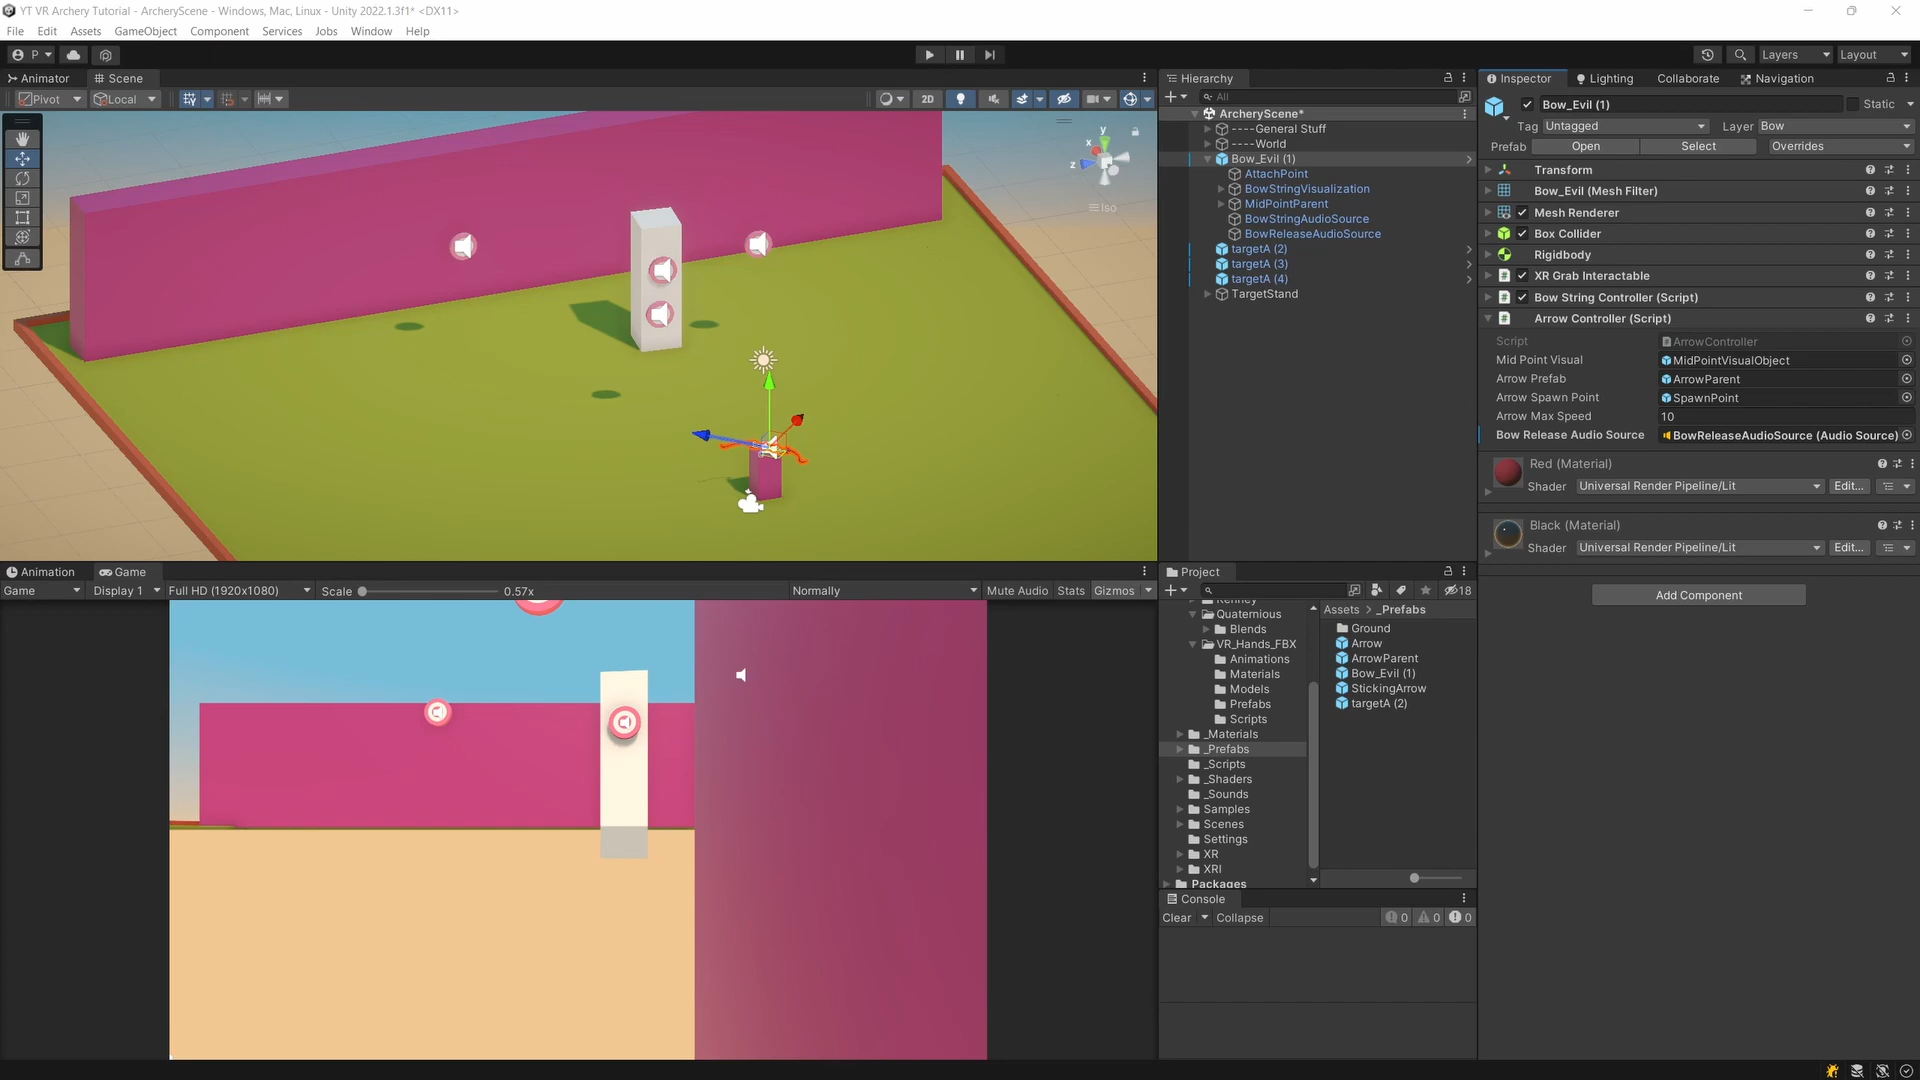 YT VR Archery Tutorial - ArcheryScene - Windows, Mac, Linux - Unity 2022.1.3f1* <DX11>
File Edit Assets GameObject Component Services Jobs Window Help
P Layers Layout
Animator Scene
Pivot Local 2D
y
x
z
Iso
Hierarchy
All
ArcheryScene*
----General Stuff
----World
Bow_Evil (1)
AttachPoint
BowStringVisualization
MidPointParent
BowStringAudioSource
BowReleaseAudioSource
targetA (2)
targetA (3)
targetA (4)
TargetStand
Inspector Lighting Collaborate Navigation
Bow_Evil (1) Static
Tag Untagged Layer Bow
Prefab Open Select Overrides
Transform
Bow_Evil (Mesh Filter)
Mesh Renderer
Box Collider
Rigidbody
XR Grab Interactable
Bow String Controller (Script)
Arrow Controller (Script)
Script ArrowController
Mid Point Visual MidPointVisualObject
Arrow Prefab ArrowParent
Arrow Spawn Point SpawnPoint
Arrow Max Speed 10
Bow Release Audio Source BowReleaseAudioSource (Audio Source)
Red (Material)
Shader Universal Render Pipeline/Lit Edit...
Black (Material)
Shader Universal Render Pipeline/Lit Edit...
Add Component
Animation Game
Game Display 1 Full HD (1920x1080) Scale 0.57x Normally Mute Audio Stats Gizmos
Project
18
Kenney
Quaternious
Blends
VR_Hands_FBX
Animations
Materials
Models
Prefabs
Scripts
_Materials
_Prefabs
_Scripts
_Shaders
_Sounds
Samples
Scenes
Settings
XR
XRI
Packages
Assets > _Prefabs
Ground
Arrow
ArrowParent
Bow_Evil (1)
StickingArrow
targetA (2)
Console
Clear Collapse 0 0 0